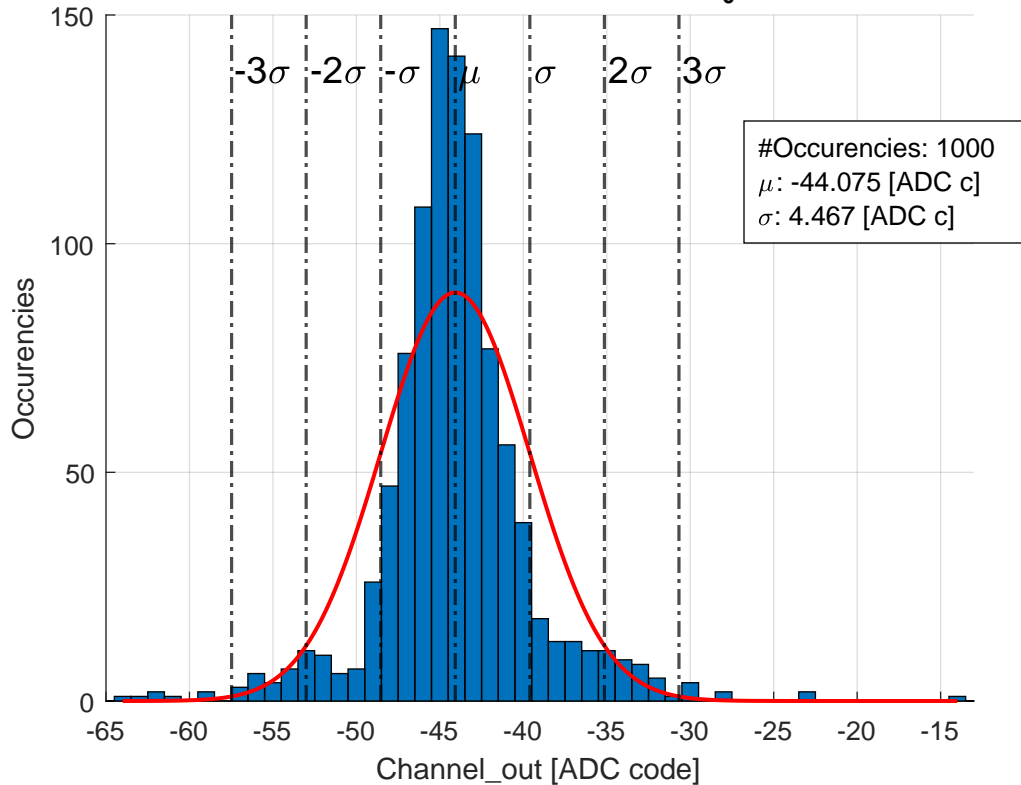 150
100
50
0
Occurencies
-3σ -2σ -σ μ σ 2σ 3σ
#Occurencies: 1000
μ: -44.075 [ADC c]
σ: 4.467 [ADC c]
-65 -60 -55 -50 -45 -40 -35 -30 -25 -20 -15
Channel_out [ADC code]